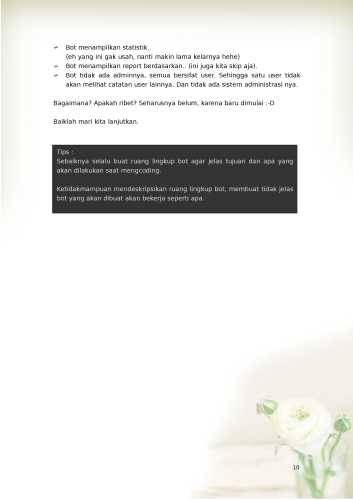 Bot menampilkan statistik,
(eh yang ini gak usah, nanti makin lama kelarnya hehe)
Bot menampilkan report berdasarkan.. (ini juga kita skip aja).
Bot tidak ada adminnya, semua bersifat user. Sehingga satu user tidak
akan melihat catatan user lainnya. Dan tidak ada sistem administrasi nya.
Bagaimana? Apakah ribet? Seharusnya belum, karena baru dimulai :-D
Baiklah mari kita lanjutkan.
Tips :
Sebaiknya selalu buat ruang lingkup bot agar jelas tujuan dan apa yang
akan dilakukan saat mengcoding.
Ketidakmampuan mendeskripsikan ruang lingkup bot, membuat tidak jelas
bot yang akan dibuat akan bekerja seperti apa.
10